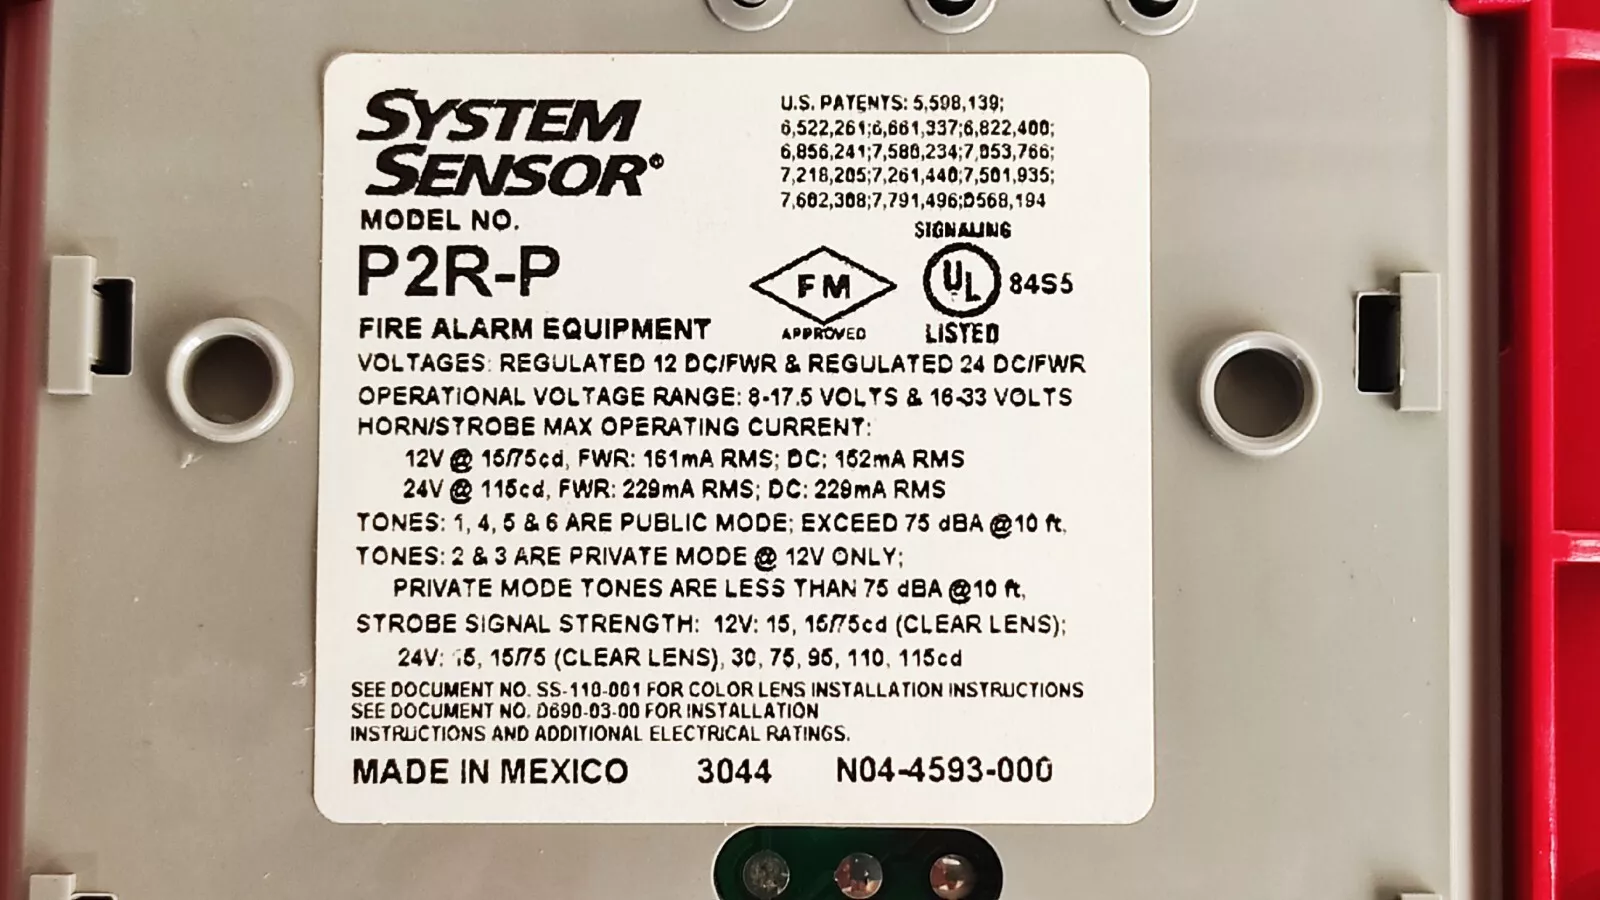 SYSTEM
SENSOR®
MODEL NO.
P2R-P
FIRE ALARM EQUIPMENT
U.S. PATENTS: 5,598,139;
6,522,261;6,661,337;6,822,400;
6,856,241;7,580,234;7,053,766;
7,218,205;7,261,440;7,501,935;
7,602,308;7,791,496;D568,194
FM
APPROVED
SIGNALING
UL 84S5
LISTED
VOLTAGES: REGULATED 12 DC/FWR & REGULATED 24 DC/FWR
OPERATIONAL VOLTAGE RANGE: 8-17.5 VOLTS & 16-33 VOLTS
HORN/STROBE MAX OPERATING CURRENT:
12V @ 15/75cd, FWR: 161mA RMS; DC: 152mA RMS
24V @ 115cd, FWR: 229mA RMS; DC: 229mA RMS
TONES: 1, 4, 5 & 6 ARE PUBLIC MODE; EXCEED 75 dBA @10 ft.
TONES: 2 & 3 ARE PRIVATE MODE @ 12V ONLY;
PRIVATE MODE TONES ARE LESS THAN 75 dBA @10 ft.
STROBE SIGNAL STRENGTH: 12V: 15, 15/75cd (CLEAR LENS);
24V: 15, 15/75 (CLEAR LENS), 30, 75, 95, 110, 115cd
SEE DOCUMENT NO. SS-110-001 FOR COLOR LENS INSTALLATION INSTRUCTIONS
SEE DOCUMENT NO. D690-03-00 FOR INSTALLATION
INSTRUCTIONS AND ADDITIONAL ELECTRICAL RATINGS.
MADE IN MEXICO 3044 N04-4593-000